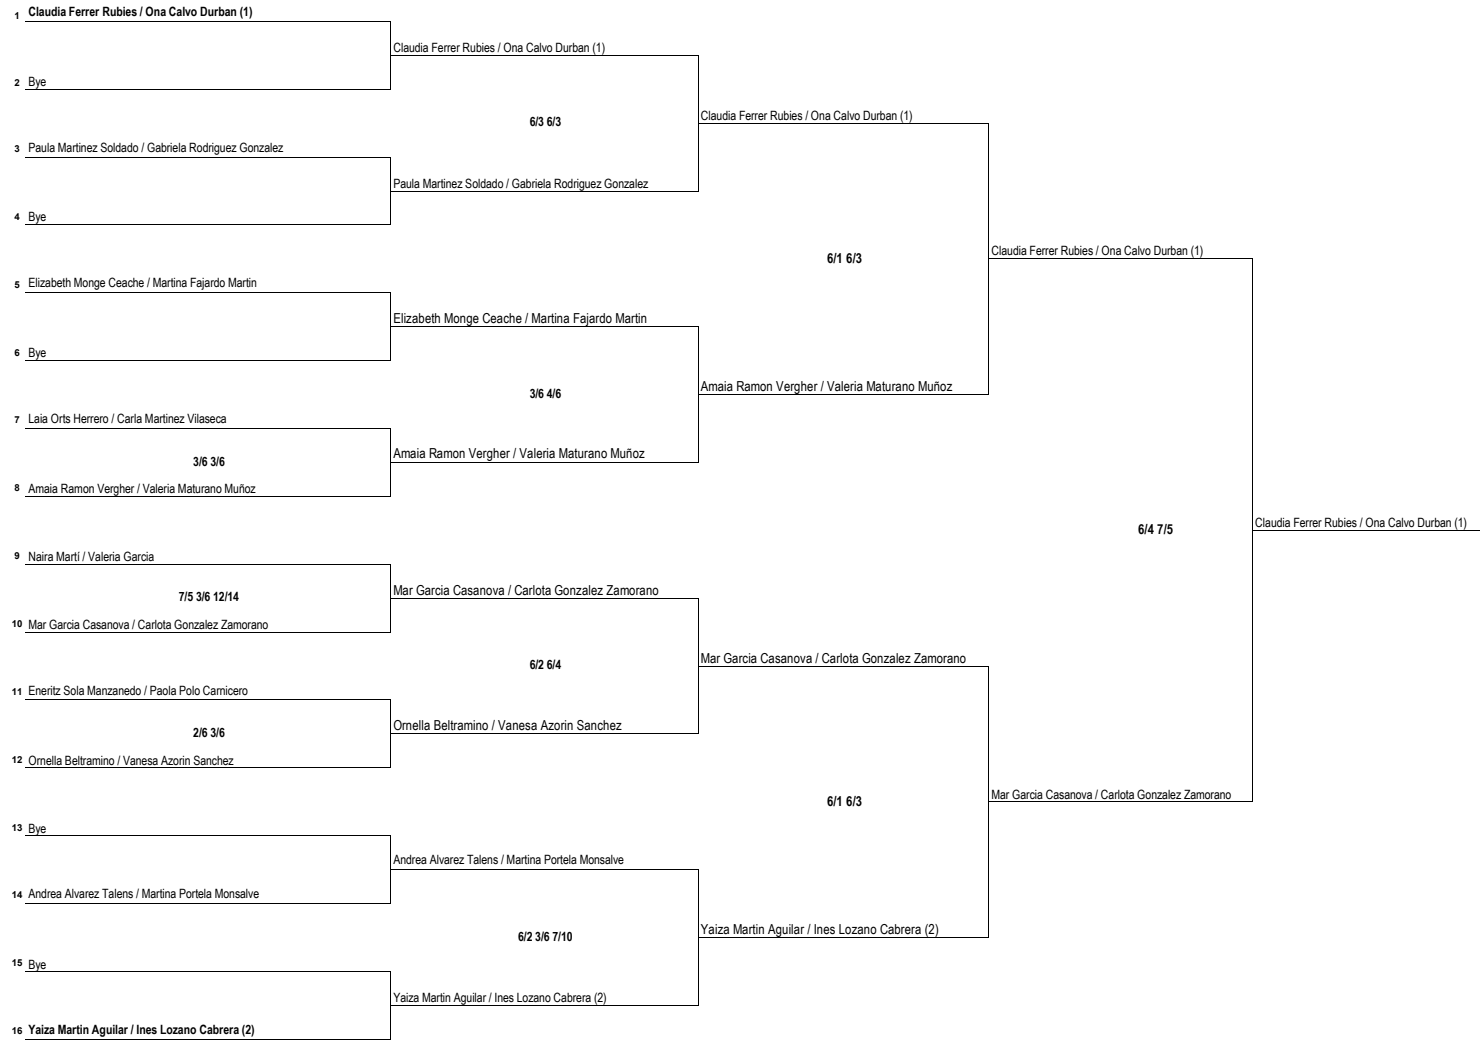 1 Claudia Ferrer Rubies / Ona Calvo Durban (1)
Claudia Ferrer Rubies / Ona Calvo Durban (1)
2 Bye
6/3 6/3
Claudia Ferrer Rubies / Ona Calvo Durban (1)
3 Paula Martinez Soldado / Gabriela Rodriguez Gonzalez
Paula Martinez Soldado / Gabriela Rodriguez Gonzalez
4 Bye
6/1 6/3
Claudia Ferrer Rubies / Ona Calvo Durban (1)
5 Elizabeth Monge Ceache / Martina Fajardo Martin
Elizabeth Monge Ceache / Martina Fajardo Martin
6 Bye
3/6 4/6
Amaia Ramon Vergher / Valeria Maturano Muñoz
7 Laia Orts Herrero / Carla Martinez Vilaseca
3/6 3/6
Amaia Ramon Vergher / Valeria Maturano Muñoz
8 Amaia Ramon Vergher / Valeria Maturano Muñoz
6/4 7/5
Claudia Ferrer Rubies / Ona Calvo Durban (1)
9 Naira Martí / Valeria Garcia
7/5 3/6 12/14
Mar Garcia Casanova / Carlota Gonzalez Zamorano
10 Mar Garcia Casanova / Carlota Gonzalez Zamorano
6/2 6/4
Mar Garcia Casanova / Carlota Gonzalez Zamorano
11 Eneritz Sola Manzanedo / Paola Polo Carnicero
2/6 3/6
Ornella Beltramino / Vanesa Azorin Sanchez
12 Ornella Beltramino / Vanesa Azorin Sanchez
6/1 6/3
Mar Garcia Casanova / Carlota Gonzalez Zamorano
13 Bye
Andrea Alvarez Talens / Martina Portela Monsalve
14 Andrea Alvarez Talens / Martina Portela Monsalve
6/2 3/6 7/10
Yaiza Martin Aguilar / Ines Lozano Cabrera (2)
15 Bye
Yaiza Martin Aguilar / Ines Lozano Cabrera (2)
16 Yaiza Martin Aguilar / Ines Lozano Cabrera (2)